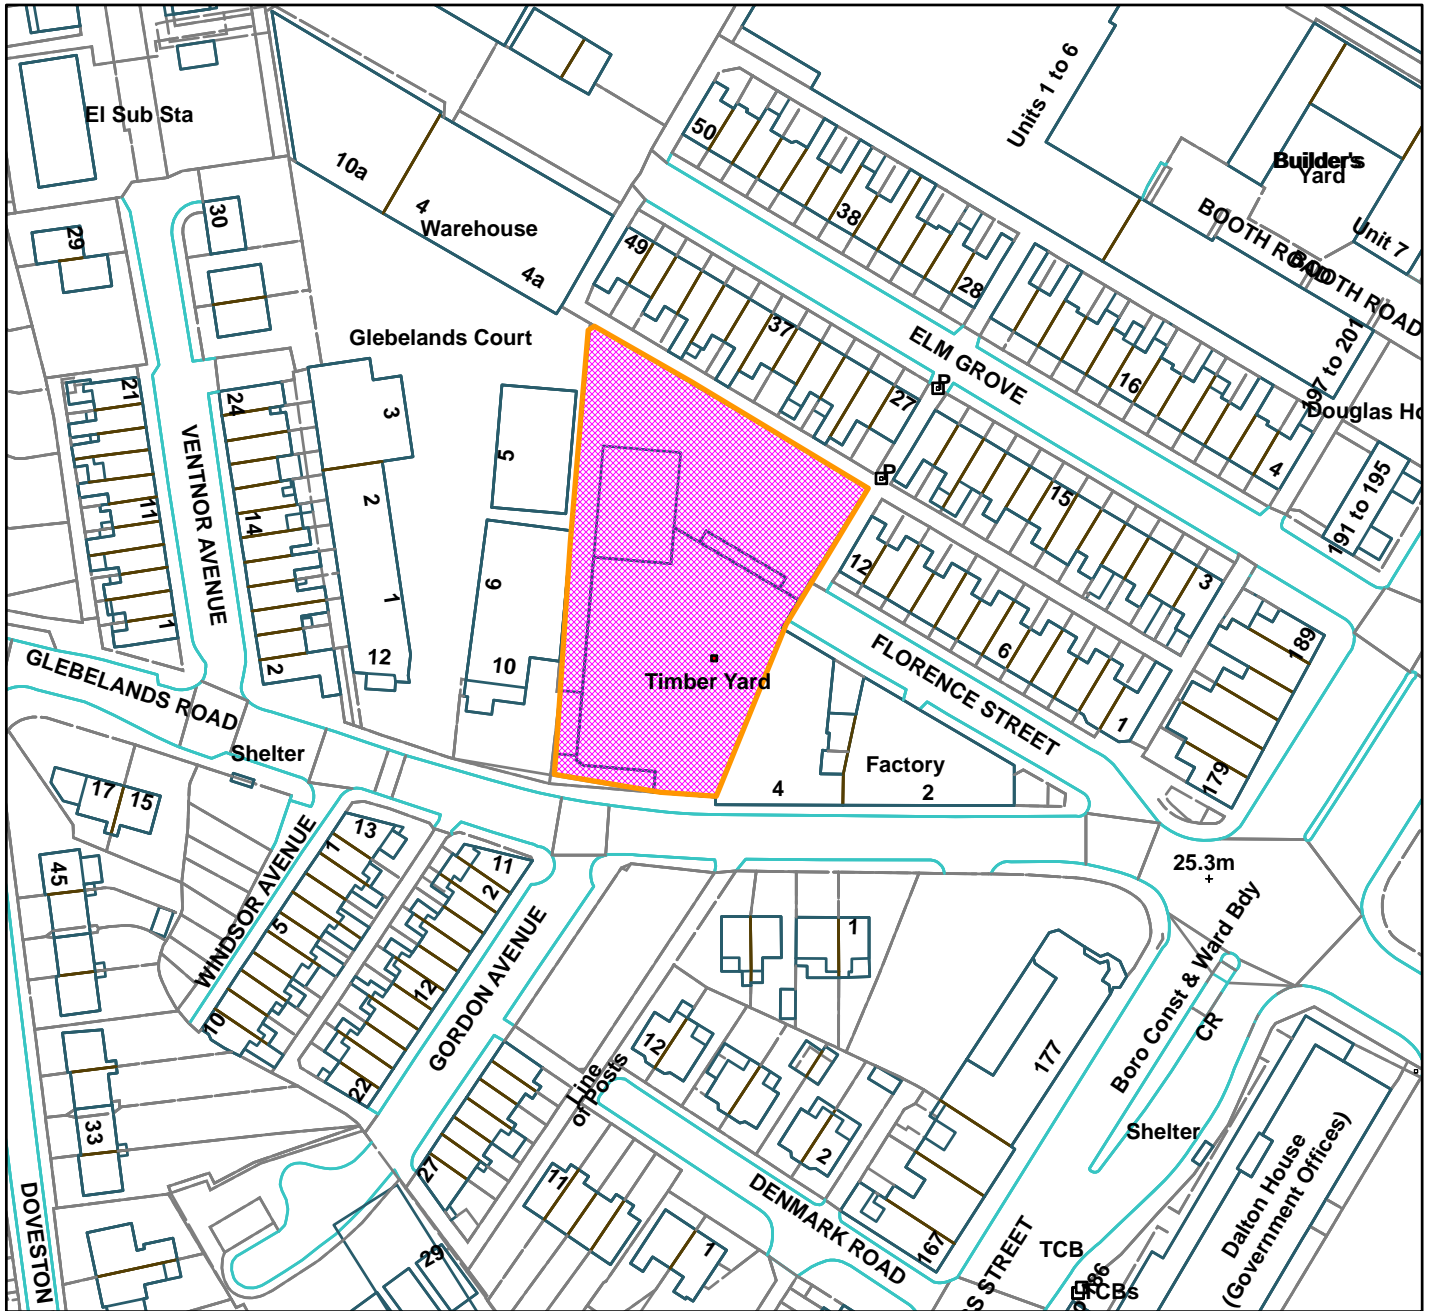 El Sub Sta
Units 1 to 6
50
Builder's
Yard
10a
4
Warehouse
4a
38
28
BOOTH ROAD
BOOTH ROAD
Unit 7
30
29
49
37
27
Glebelands Court
ELM GROVE
16
197 to 201
Douglas Ho
4
191 to 195
P
P
21
24
3
5
VENTNOR AVENUE
11
14
2
1
12
1
2
9
10
15
3
12
6
1
189
179
Timber Yard
FLORENCE STREET
GLEBELANDS ROAD
Shelter
Factory
4
2
17
15
13
1
11
2
45
WINDSOR AVENUE
5
12
10
22
GORDON AVENUE
25.3m
1
Boro Const & Ward Bdy
CR
12
Line
of Posts
177
33
2
Shelter
27
11
1
DENMARK ROAD
167
DOVESTON
29
Dalton House
(Government Offices)
TCB
SS STREET
TCBs